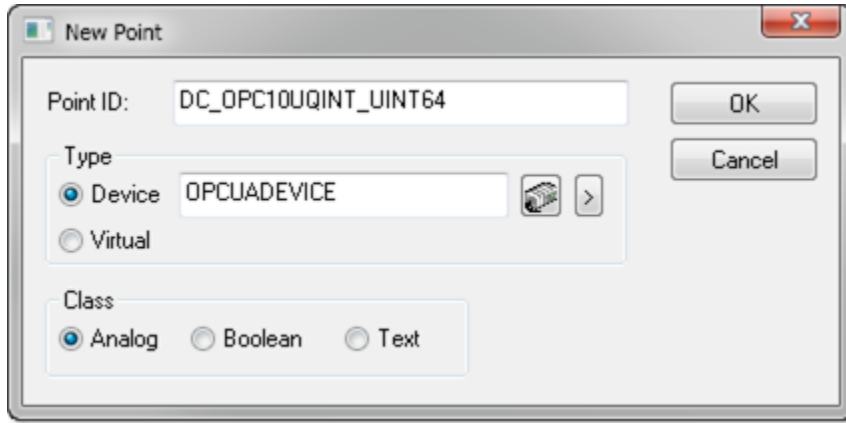 New Point
Point ID: DC_OPC10UQINT_UINT64 OK
Cancel
Type
Device OPCUADEVICE >
Virtual
Class
Analog Boolean Text